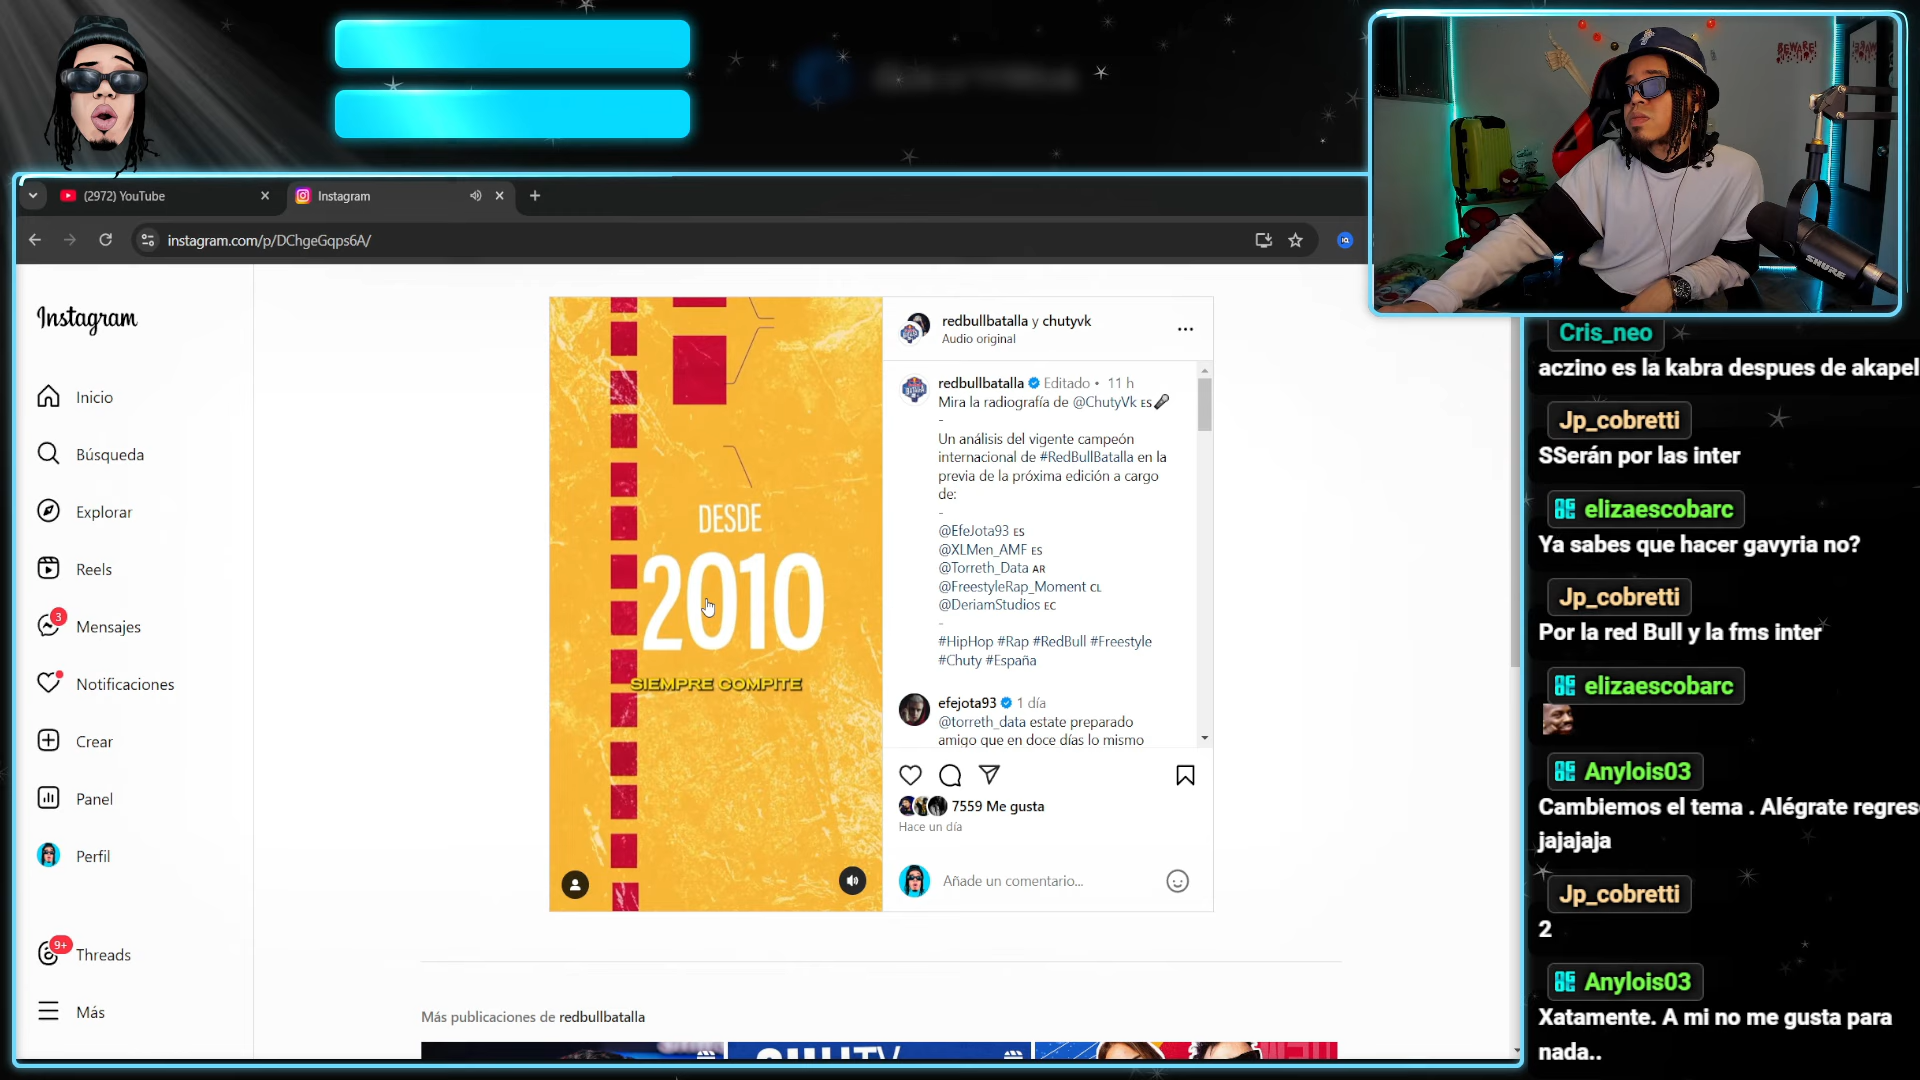 (2972) YouTube
Instagram
instagram.com/p/DChgeGqps6A/
Instagram
Inicio
Búsqueda
Explorar
Reels
3
Mensajes
Notificaciones
Crear
Panel
Perfil
9+
Threads
Más
DESDE
2010
SIEMPRE COMPITE
redbullbatalla y chutyvk
Audio original
redbullbatalla Editado • 11 h
Mira la radiografía de @ChutyVk ES
-
Un análisis del vigente campeón
internacional de #RedBullBatalla en la
previa de la próxima edición a cargo
de:
-
@EfeJota93 ES
@XLMen_AMF ES
@Torreth_Data AR
@FreestyleRap_Moment CL
@DeriamStudios EC
-
#HipHop #Rap #RedBull #Freestyle
#Chuty #España
efejota93 1 día
@torreth_data estate preparado
amigo que en doce días lo mismo
7559 Me gusta
Hace un día
Añade un comentario...
Más publicaciones de redbullbatalla
BEWARE!
SHURE
Cris_neo
aczino es la kabra despues de akapel
Jp_cobretti
SSerán por las inter
elizaescobarc
Ya sabes que hacer gavyria no?
Jp_cobretti
Por la red Bull y la fms inter
elizaescobarc
Anylois03
Cambiemos el tema . Alégrate regres
jajajaja
Jp_cobretti
2
Anylois03
Xatamente. A mi no me gusta para
nada..